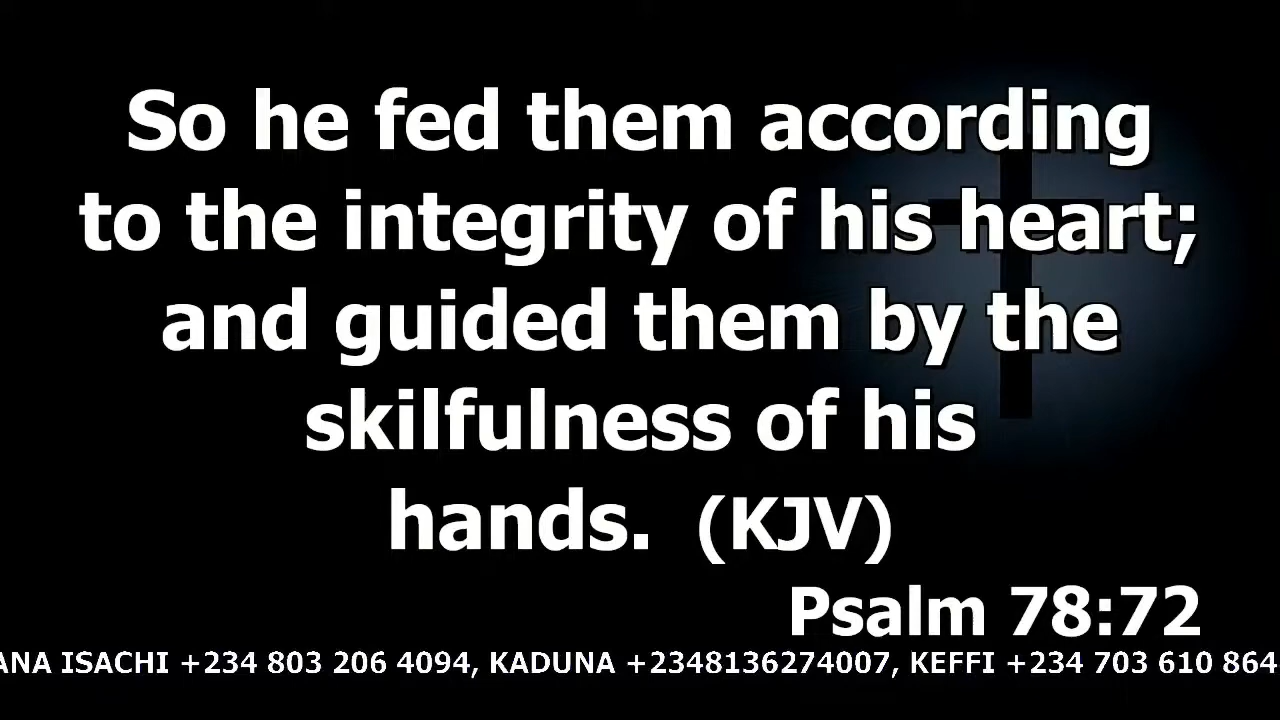 So he fed them according
to the integrity of his heart;
and guided them by the
skilfulness of his
hands. (KJV)
Psalm 78:72
ANA ISACHI +234 803 206 4094, KADUNA +2348136274007, KEFFI +234 703 610 864